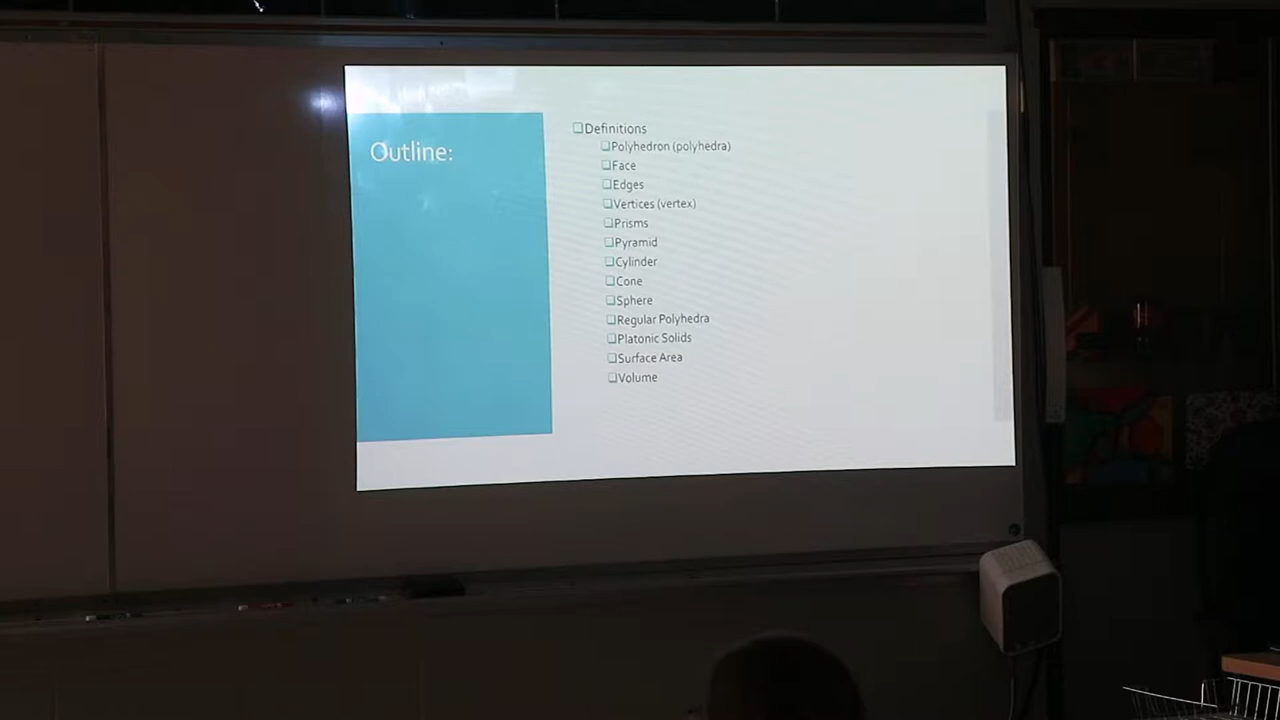 Outline:
Definitions
Polyhedron (polyhedra)
Face
Edges
Vertices (vertex)
Prisms
Pyramid
Cylinder
Cone
Sphere
Regular Polyhedra
Platonic Solids
Surface Area
Volume